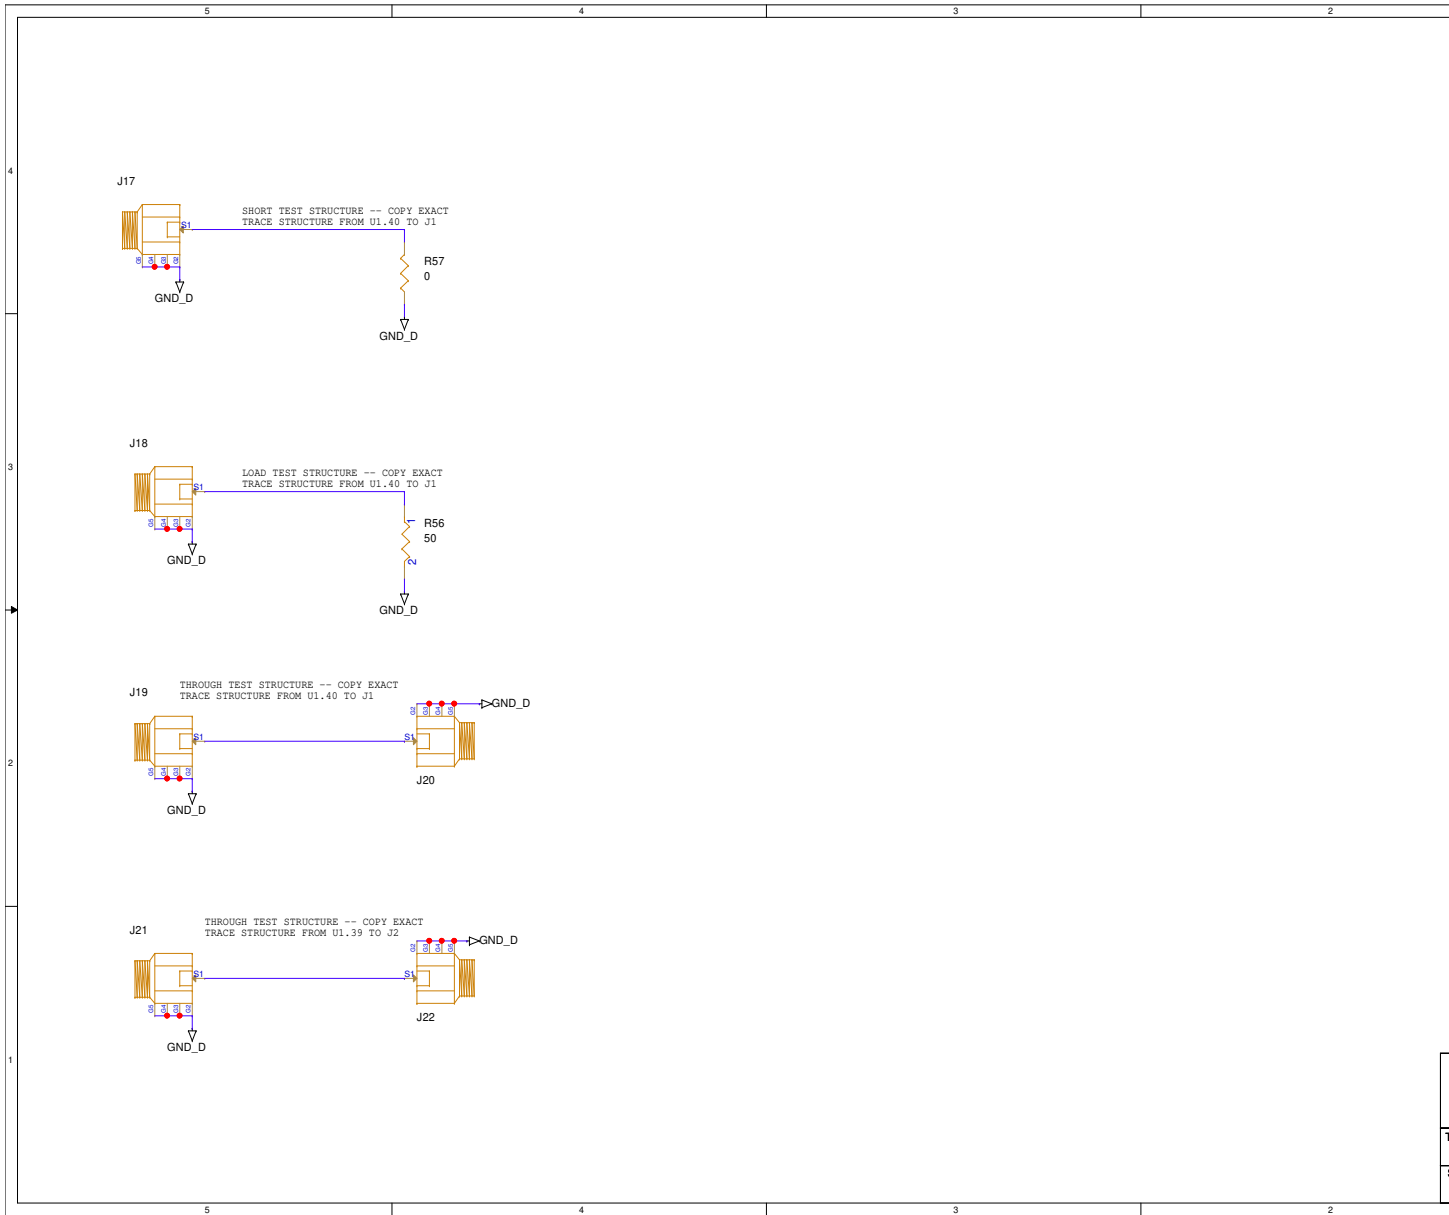 5 4 3 2
4
J17
SHORT TEST STRUCTURE -- COPY EXACT
TRACE STRUCTURE FROM U1.40 TO J1
S1
G5 G4 G3 G2
GND_D
R57
0
GND_D
3
J18
LOAD TEST STRUCTURE -- COPY EXACT
TRACE STRUCTURE FROM U1.40 TO J1
S1
G5 G4 G3 G2
GND_D
1
R56
50
2
GND_D
2
J19
THROUGH TEST STRUCTURE -- COPY EXACT
TRACE STRUCTURE FROM U1.40 TO J1
G2 G3 G4 G5
GND_D
S1 S1
G5 G4 G3 G2
J20
GND_D
J21
THROUGH TEST STRUCTURE -- COPY EXACT
TRACE STRUCTURE FROM U1.39 TO J2
G2 G3 G4 G5
GND_D
S1 S1
G5 G4 G3 G2
J22
GND_D
1
5 4 3 2